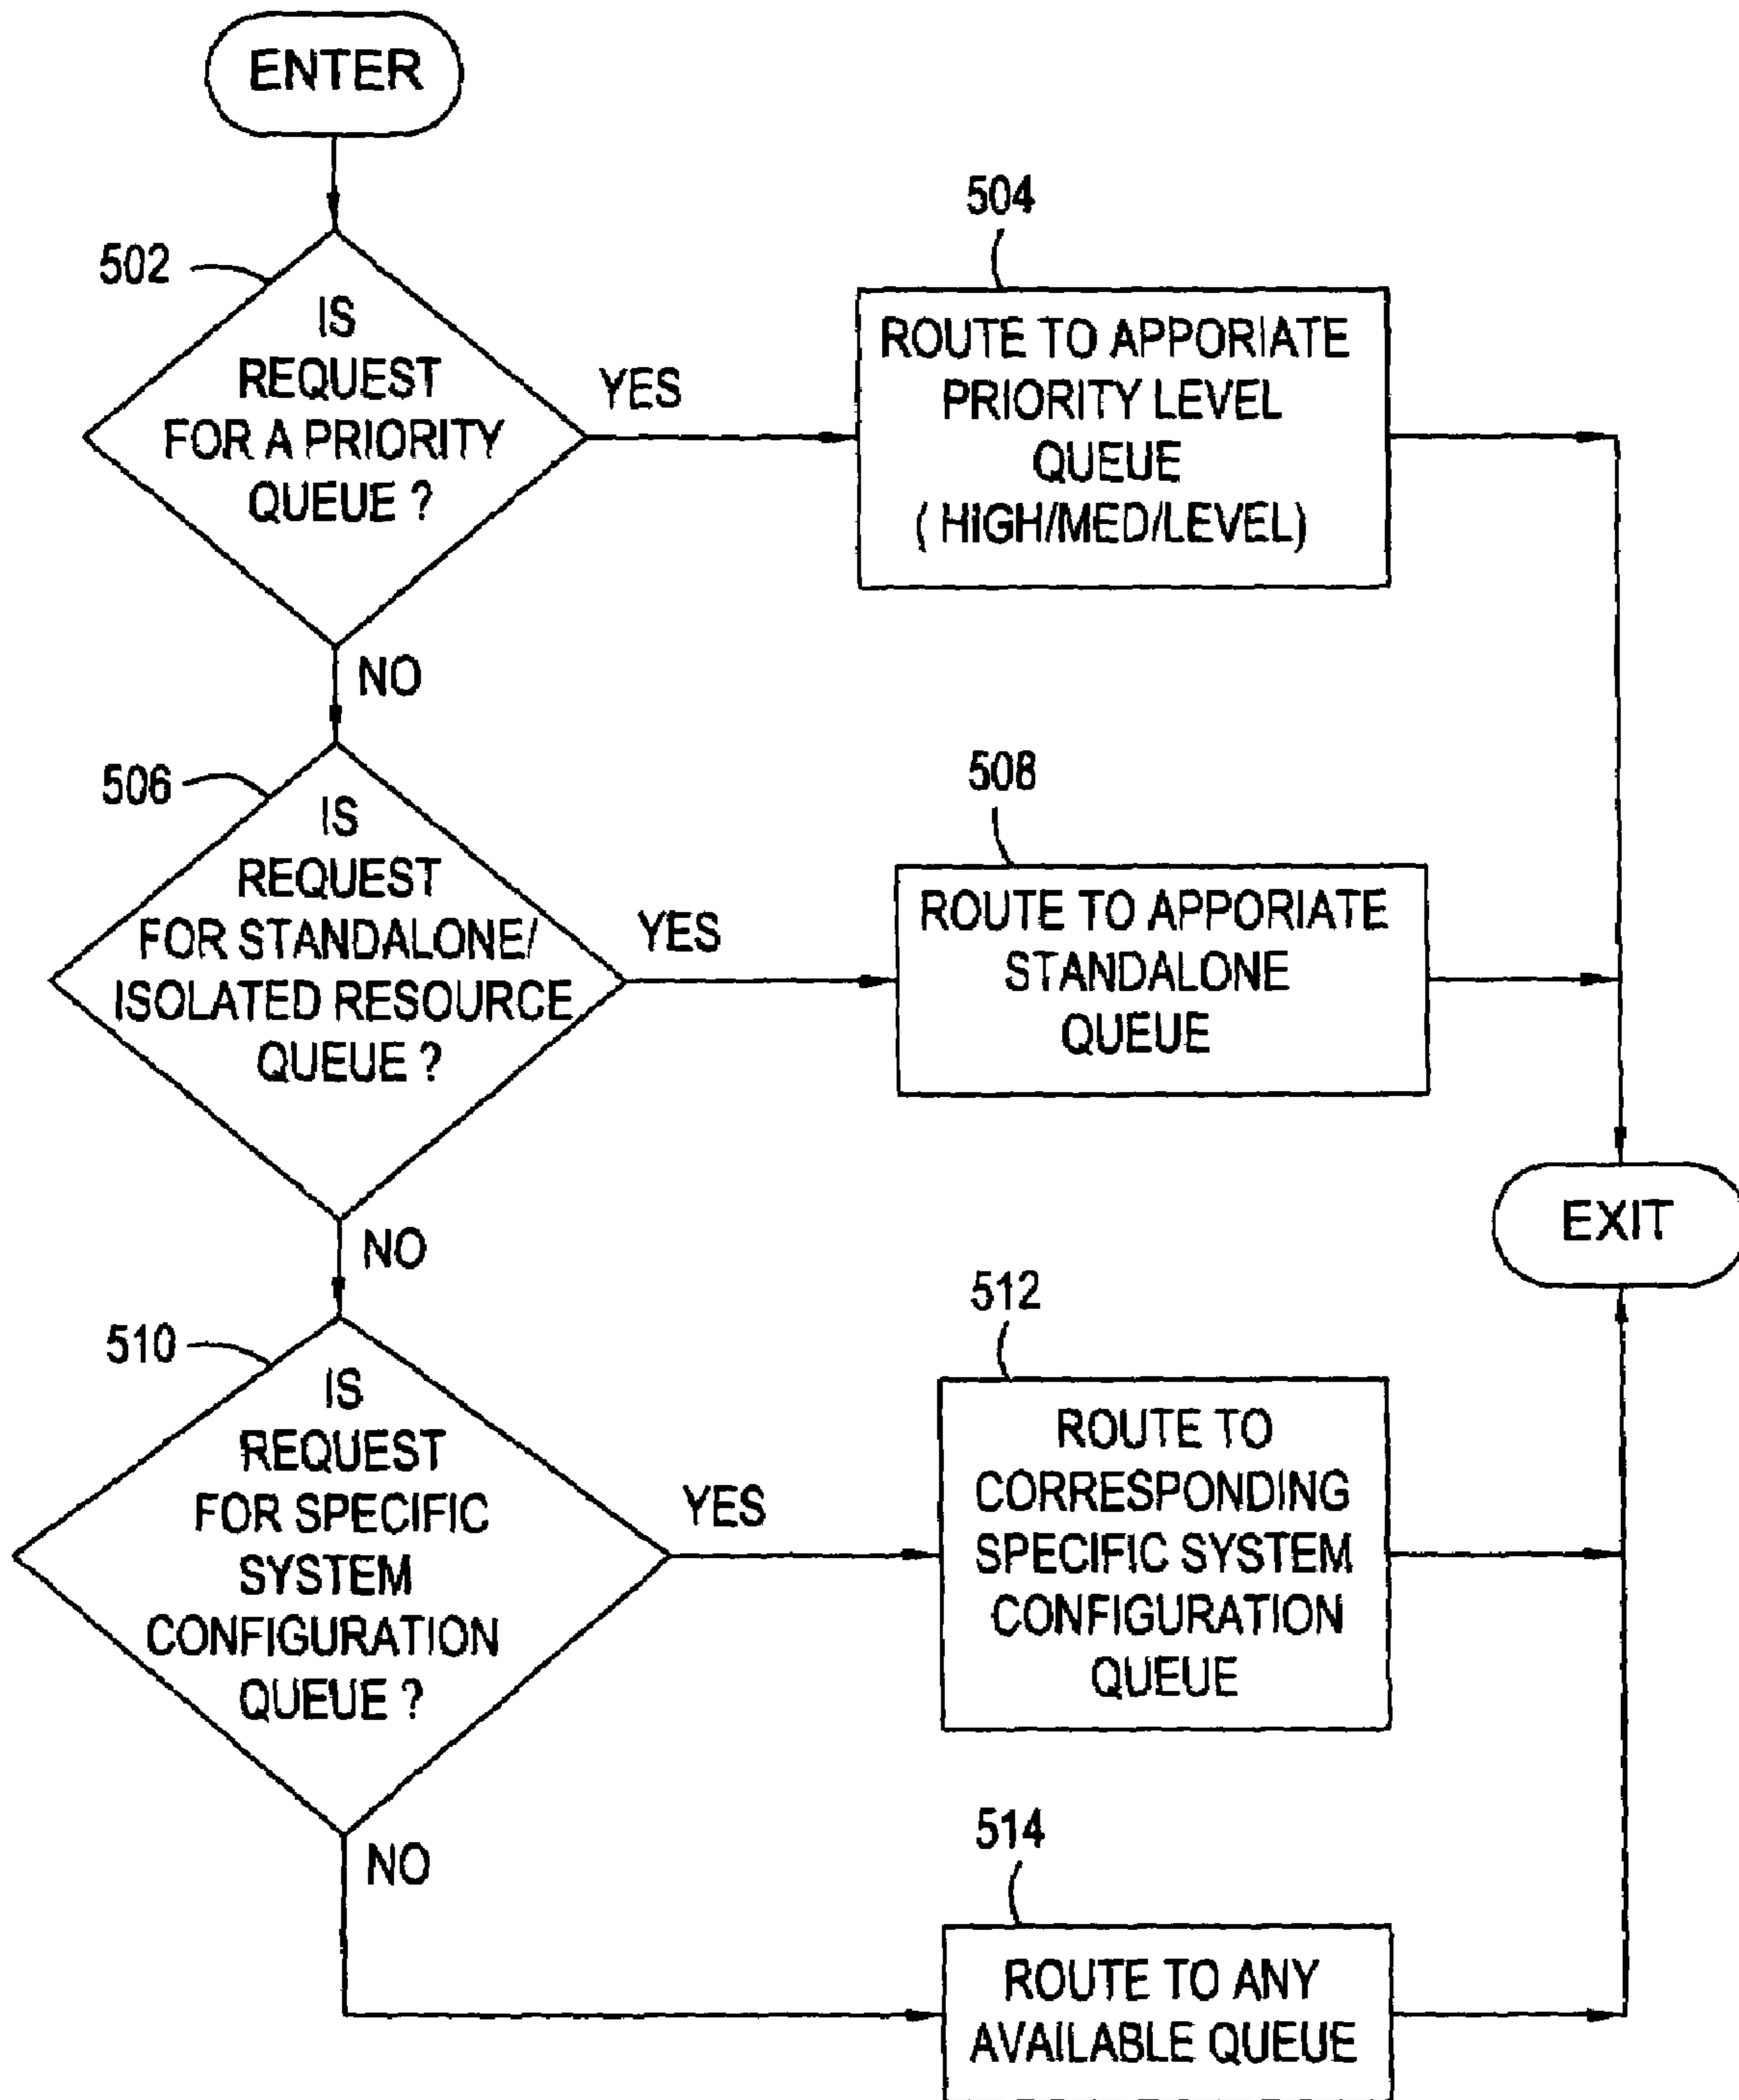 ENTER
502
IS
REQUEST
FOR A PRIORITY
QUEUE ?
YES
504
ROUTE TO APPORIATE
PRIORITY LEVEL
QUEUE
( HIGH/MED/LEVEL)
NO
506
IS
REQUEST
FOR STANDALONE/
ISOLATED RESOURCE
QUEUE ?
YES
508
ROUTE TO APPORIATE
STANDALONE
QUEUE
NO
EXIT
510
IS
REQUEST
FOR SPECIFIC
SYSTEM
CONFIGURATION
QUEUE ?
YES
512
ROUTE TO
CORRESPONDING
SPECIFIC SYSTEM
CONFIGURATION
QUEUE
NO
514
ROUTE TO ANY
AVAILABLE QUEUE